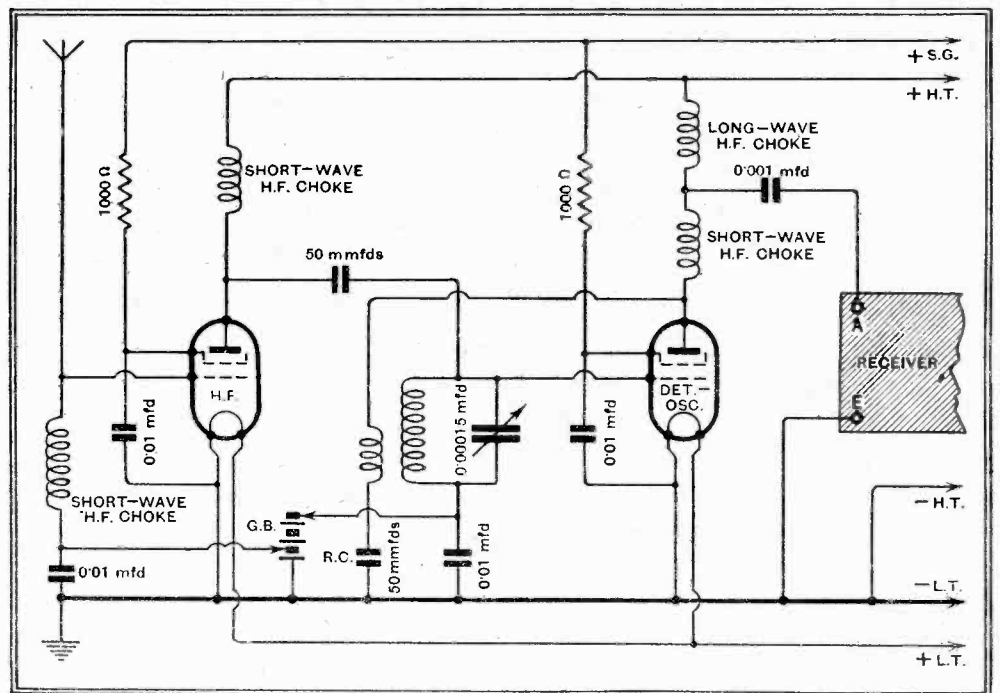 + S.G.
+ H.T.
LONG-WAVE
H.F. CHOKE
0·001 mfd
SHORT-WAVE
H.F. CHOKE
1000 Ω
1000 Ω
SHORT-WAVE
H.F. CHOKE
50 mmfds
A
RECEIVER
E
H.F.
DET.-
OSC.
0·01 mfd
0·00015 mfd
0·01 mfd
SHORT-WAVE
H.F. CHOKE
G.B.
R.C.
50 mmfds
0·01 mfd
0·01 mfd
- H.T.
- L.T.
+ L.T.